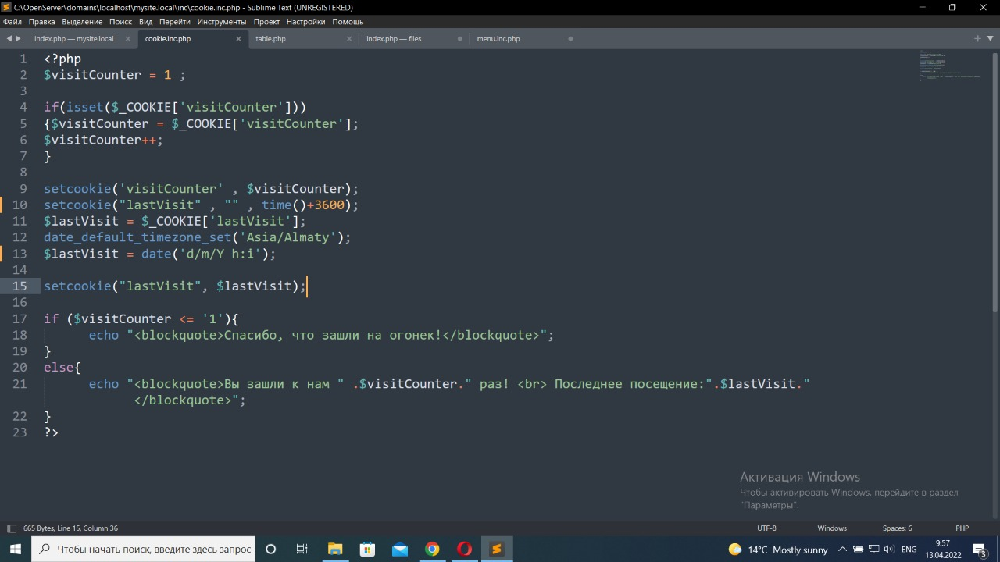 C:\OpenServer\domains\localhost\mysite.local\inc\cookie.inc.php - Sublime Text (UNREGISTERED)
Файл Правка Выделение Поиск Вид Перейти Инструменты Проект Настройки Помощь
index.php — mysite.local cookie.inc.php table.php index.php — files menu.inc.php
1 <?php
2 $visitCounter = 1 ;
3
4 if(isset($_COOKIE['visitCounter']))
5 {$visitCounter = $_COOKIE['visitCounter'];
6 $visitCounter++;
7 }
8
9 setcookie('visitCounter' , $visitCounter);
10 setcookie("lastVisit" , "" , time()+3600);
11 $lastVisit = $_COOKIE['lastVisit'];
12 date_default_timezone_set('Asia/Almaty');
13 $lastVisit = date('d/m/Y h:i');
14
15 setcookie("lastVisit", $lastVisit);
16
17 if ($visitCounter <= '1'){
18 echo "<blockquote>Спасибо, что зашли на огонек!</blockquote>";
19 }
20 else{
21 echo "<blockquote>Вы зашли к нам " .$visitCounter." раз! <br> Последнее посещение:".$lastVisit."
</blockquote>";
22 }
23 ?>
Активация Windows
Чтобы активировать Windows, перейдите в раздел
"Параметры".
665 Bytes, Line 15, Column 36 UTF-8 Windows Spaces: 6 PHP
Чтобы начать поиск, введите здесь запрос 14°C Mostly sunny ENG 9:57
13.04.2022 3